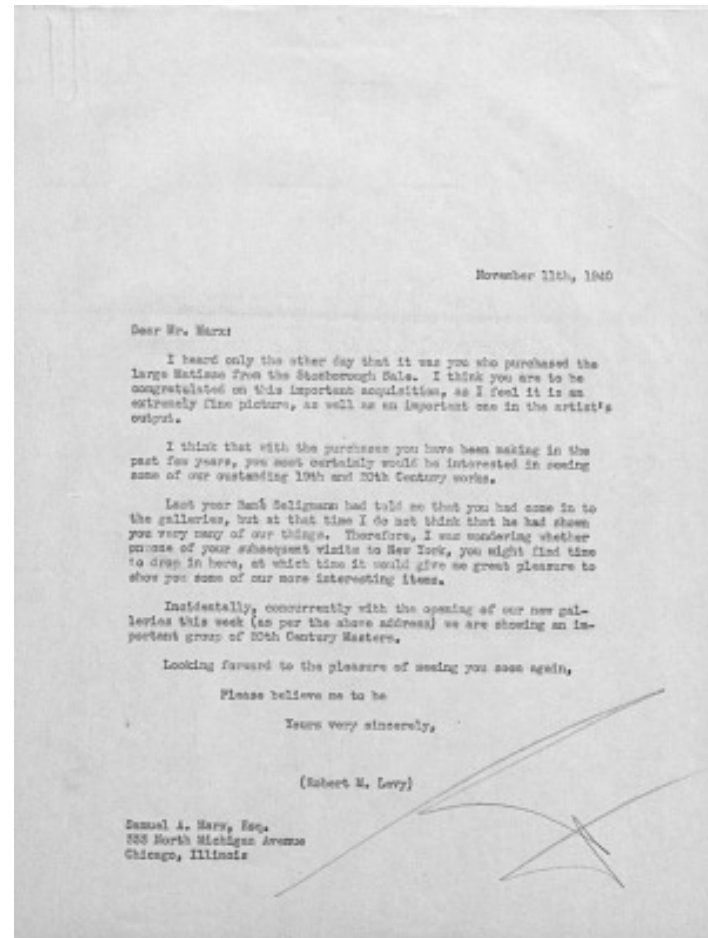 November 11th, 1940
Dear Mr. Marx:
I heard only the other day that it was you who purchased the
large Matisse from the Stonborough Sale. I think you are to be
congratulated on this important acquisition, as I feel it is an
extremely fine picture, as well as an important one in the artist's
output.
I think that with the purchases you have been making in the
past few years, you most certainly would be interested in seeing
some of our oustanding 19th and 20th Century works.
Last year René Seligmann had told me that you had come in to
the galleries, but at that time I do not think that he had shown
you very many of our things. Therefore, I was wondering whether
on one of your subsequent visits to New York, you might find time
to drop in here, at which time it would give me great pleasure to
show you some of our more interesting items.
Incidentally, concurrently with the opening of our new gal-
leries this week (as per the above address) we are showing an im-
portant group of 20th Century Masters.
Looking forward to the pleasure of seeing you soon again,
Please believe me to be
Yours very sincerely,
(Robert M. Levy)
Samuel A. Marx, Esq.
333 North Michigan Avenue
Chicago, Illinois